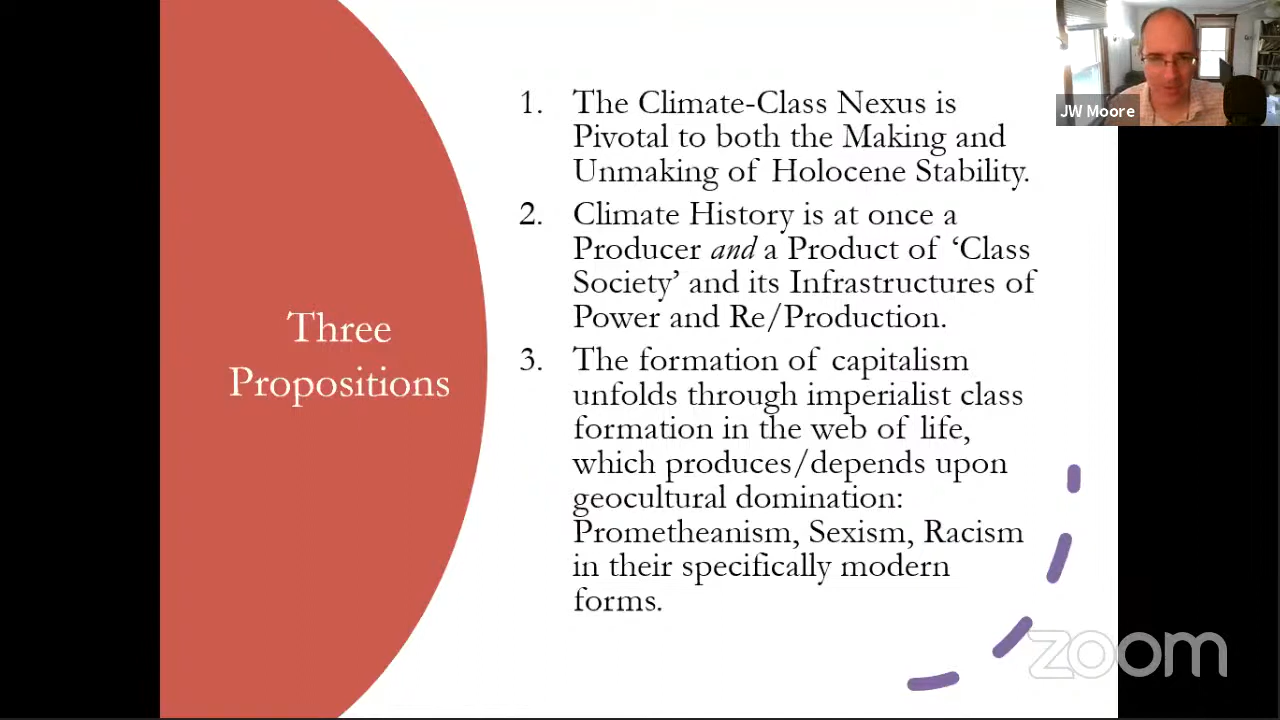 Three
Propositions
1. The Climate-Class Nexus is
Pivotal to both the Making and
Unmaking of Holocene Stability.
2. Climate History is at once a
Producer and a Product of ‘Class
Society’ and its Infrastructures of
Power and Re/Production.
3. The formation of capitalism
unfolds through imperialist class
formation in the web of life,
which produces/depends upon
geocultural domination:
Prometheanism, Sexism, Racism
in their specifically modern
forms.
JW Moore
zoom